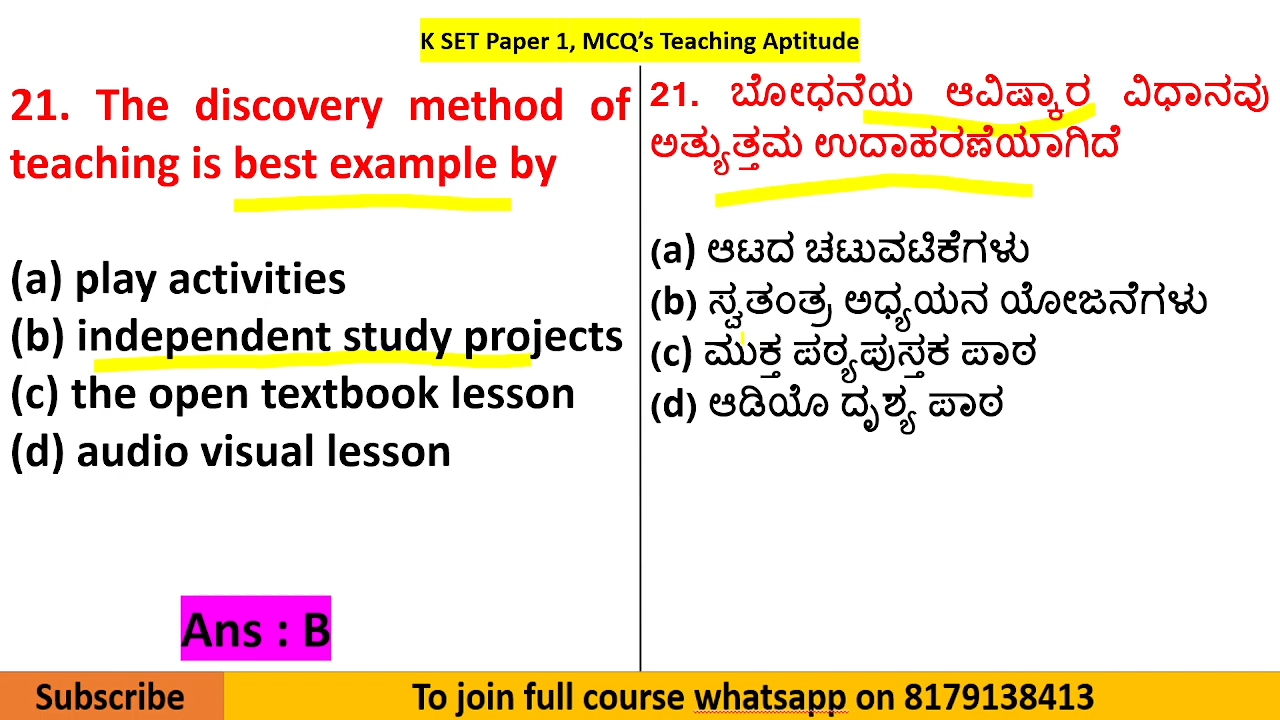 K SET Paper 1, MCQ's Teaching Aptitude
21. The discovery method of
teaching is best example by
(a) play activities
(b) independent study projects
(c) the open textbook lesson
(d) audio visual lesson
Ans : B
21. ಬೋಧನೆಯ ಆವಿಷ್ಕಾರ ವಿಧಾನವು
ಅತ್ಯುತ್ತಮ ಉದಾಹರಣೆಯಾಗಿದೆ
(a) ಆಟದ ಚಟುವಟಿಕೆಗಳು
(b) ಸ್ವತಂತ್ರ ಅಧ್ಯಯನ ಯೋಜನೆಗಳು
(c) ಮುಕ್ತ ಪಠ್ಯಪುಸ್ತಕ ಪಾಠ
(d) ಆಡಿಯೊ ದೃಶ್ಯ ಪಾಠ
Subscribe
To join full course whatsapp on 8179138413